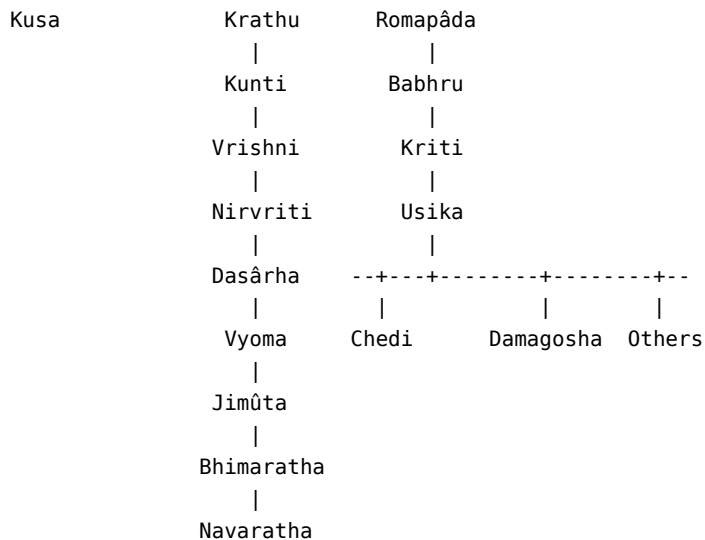 Kusa             Krathu      Romapâda
                   |             |
                 Kunti        Babhru
                   |             |
                Vrishni        Kriti
                   |             |
                Nirvriti       Usika
                   |             |
                Dasârha    --+---+--------+--------+--
                   |         |            |        |
                 Vyoma     Chedi      Damagosha  Others
                   |
                Jimûta
                   |
               Bhimaratha
                   |
               Navaratha